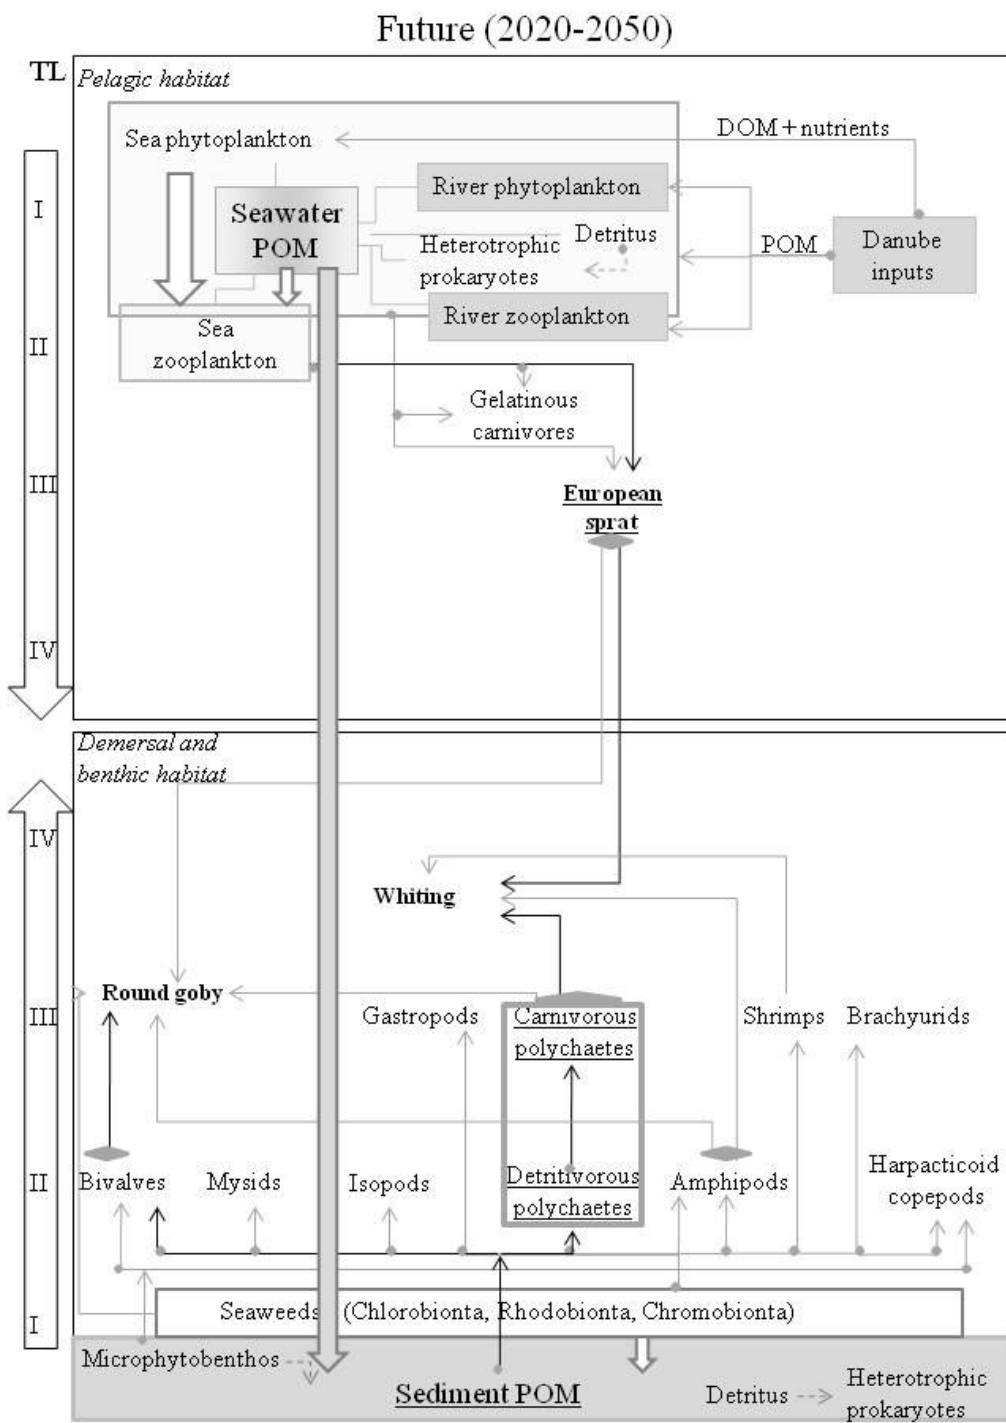 Future (2020-2050)
TL
Pelagic habitat
Sea phytoplankton
DOM + nutrients
I
River phytoplankton
Seawater
POM
Detritus
Heterotrophic
prokaryotes
POM
Danube
inputs
River zooplankton
II
Sea
zooplankton
Gelatinous
carnivores
III
European
sprat
IV
Demersal and
benthic habitat
IV
Whiting
Round goby
III
Gastropods
Carnivorous
polychaetes
Shrimps
Brachyurids
II
Bivalves
Mysids
Isopods
Detritivorous
polychaetes
Amphipods
Harpacticoid
copepods
I
Seaweeds (Chlorobionta, Rhodobionta, Chromobionta)
Microphytobenthos
Sediment POM
Detritus
Heterotrophic
prokaryotes